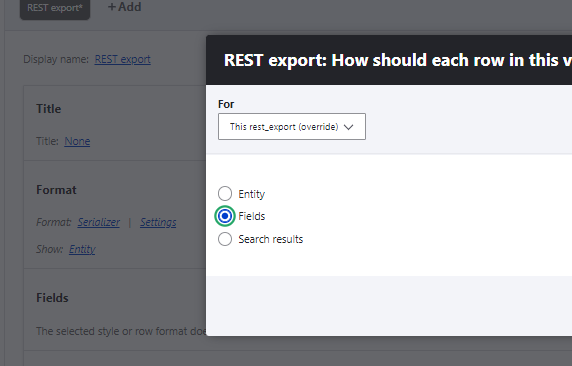 REST export*
+ Add
Display name: REST export
REST export: How should each row in this v
For
This rest_export (override)
Title
Title: None
Entity
Fields
Search results
Format
Format: Serializer | Settings
Show: Entity
Fields
The selected style or row format doe